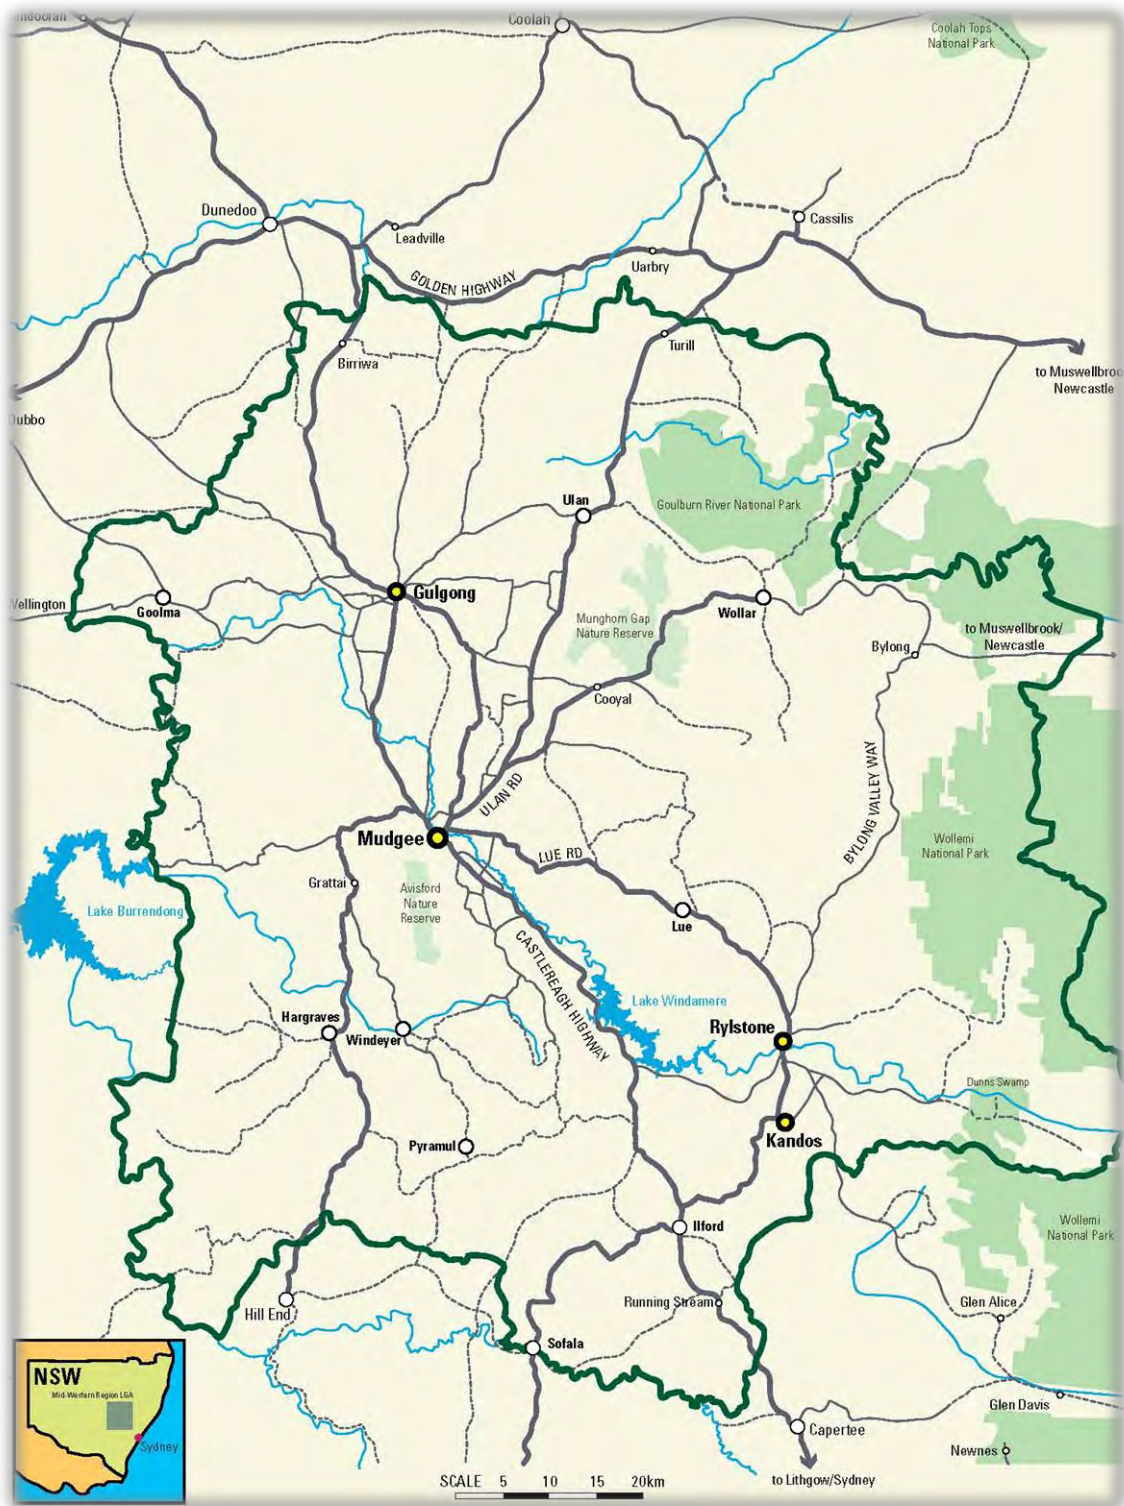 Coolah
Coolah Tops
National Park
Dunedoo
Leadville
Cassilis
Uarbry
GOLDEN HIGHWAY
Turill
Birriwa
to Muswellbroo
Newcastle
Dubbo
Ulan
Goulburn River National Park
Gulgong
Wellington
Goolma
Wollar
Munghorn Gap
Nature Reserve
to Muswellbrook/
Newcastle
Bylong
Cooyal
ULAN RD
BYLONG VALLEY WAY
Mudgee
LUE RD
Wollemi
National Park
Grattai
Avisford
Nature
Reserve
Lake Burrendong
Lue
CASTLEREAGH HIGHWAY
Lake Windamere
Hargraves
Windeyer
Rylstone
Dunns Swamp
Kandos
Pyramul
Ilford
Wollemi
National Park
Hill End
Running Stream
Glen Alice
Sofala
NSW
Mid-Western Region LGA
Sydney
Glen Davis
Capertee
Newnes
SCALE 5 10 15 20km
to Lithgow/Sydney